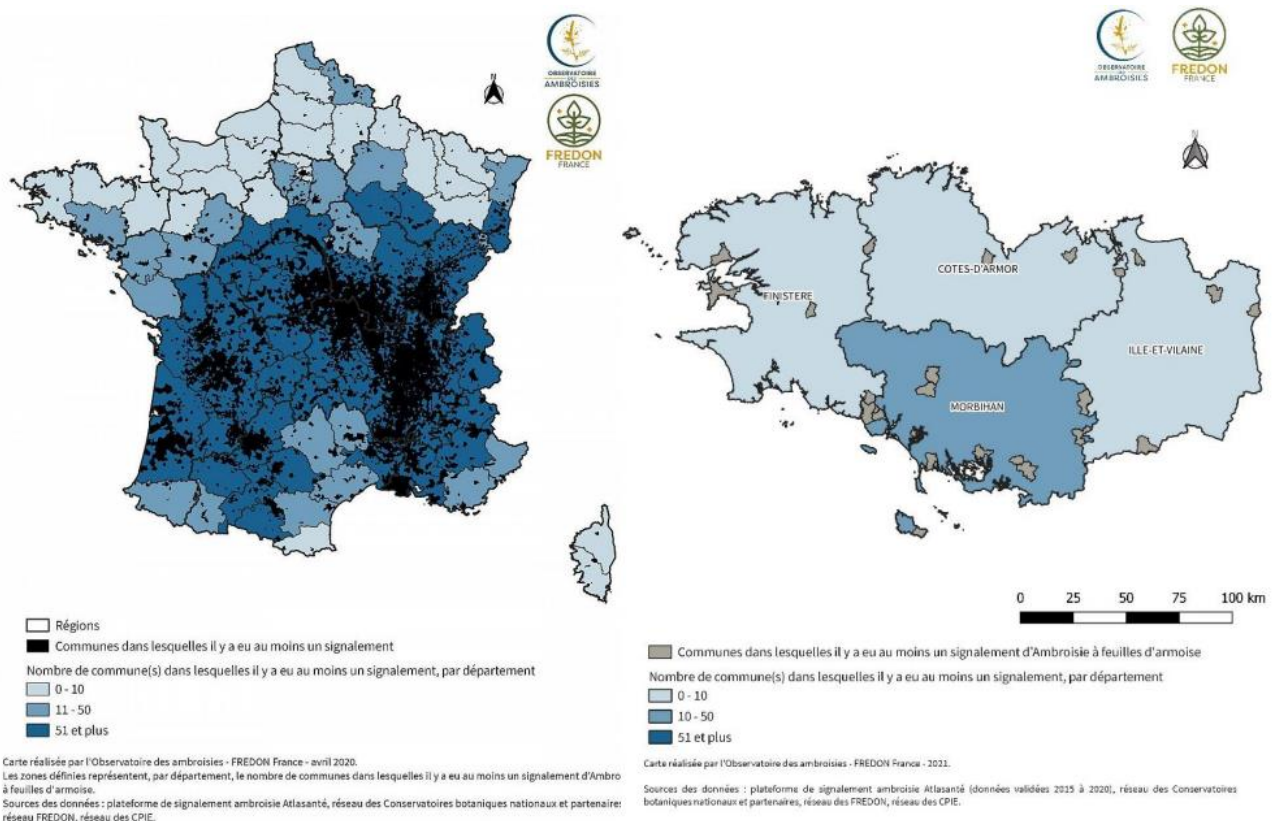 OBSERVATOIRE
DES
AMBROISIES
FREDON
FRANCE
N
Régions
Communes dans lesquelles il y a eu au moins un signalement
Nombre de commune(s) dans lesquelles il y a eu au moins un signalement, par département
0 - 10
11 - 50
51 et plus
Carte réalisée par l'Observatoire des ambroisies - FREDON France - avril 2020.
Les zones définies représentent, par département, le nombre de communes dans lesquelles il y a eu au moins un signalement d'Ambro
à feuilles d'armoise.
Sources des données : plateforme de signalement ambroisie Atlasanté, réseau des Conservatoires botaniques nationaux et partenaires
réseau FREDON, réseau des CPIE.
OBSERVATOIRE
DES
AMBROISIES
FREDON
FRANCE
N
COTES-D'ARMOR
FINISTERE
ILLE-ET-VILAINE
MORBIHAN
0 25 50 75 100 km
Communes dans lesquelles il y a eu au moins un signalement d'Ambroisie à feuilles d'armoise
Nombre de commune(s) dans lesquelles il y a eu au moins un signalement, par département
0 - 10
10 - 50
51 et plus
Carte réalisée par l'Observatoire des ambroisies - FREDON France - 2021.
Sources des données : plateforme de signalement ambroisie Atlasanté (données validées 2015 à 2020), réseau des Conservatoires
botaniques nationaux et partenaires, réseau des FREDON, réseau des CPIE.